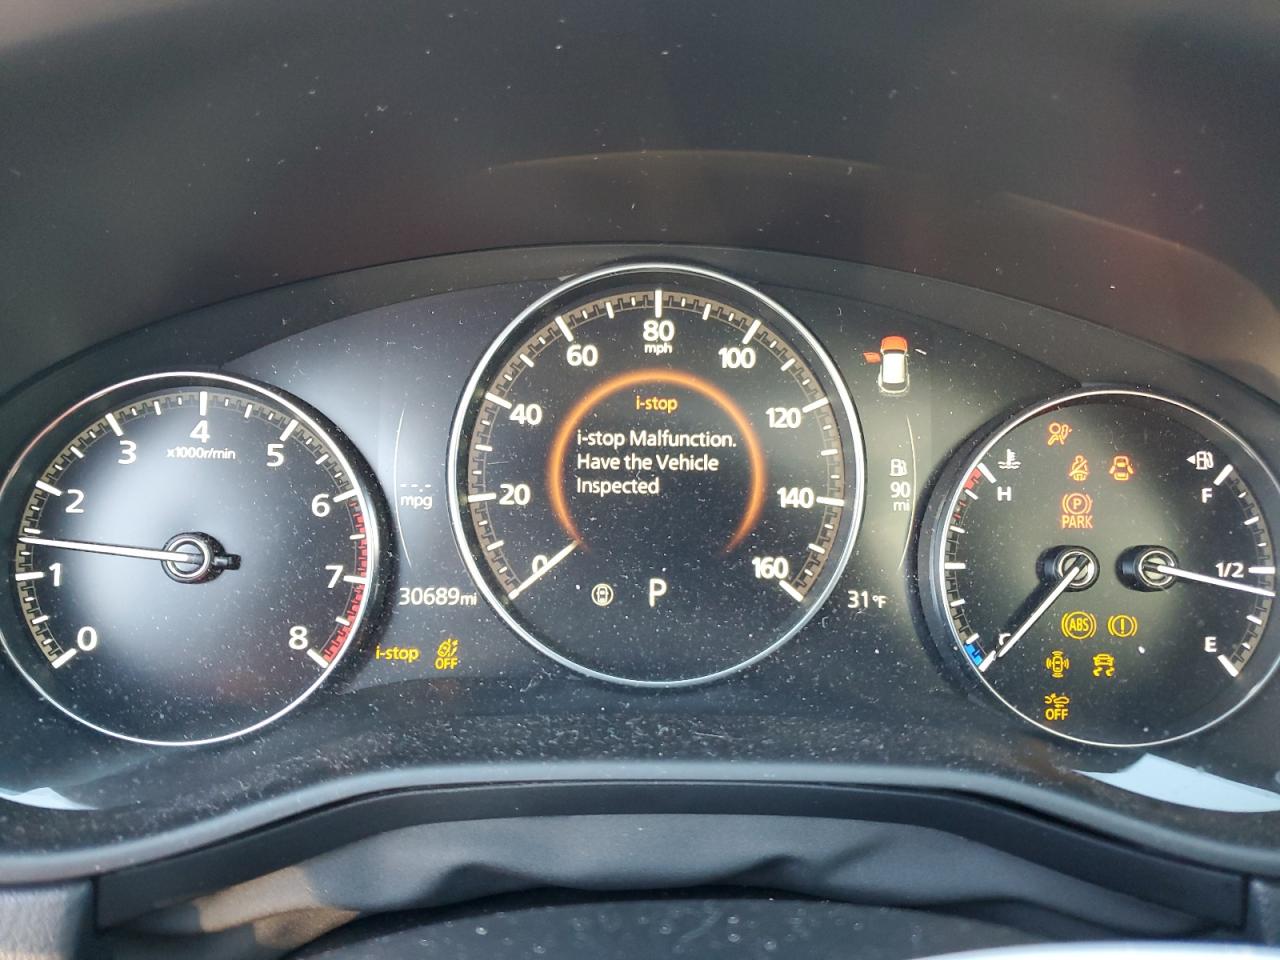 0
1
2
3
4
x1000r/min
5
6
7
8
--.-
mpg
30689mi
i-stop
OFF
0
20
40
60
80
mph
100
120
140
160
i-stop
i-stop Malfunction.
Have the Vehicle
Inspected
P
90
mi
31°F
H
C
P
PARK
ABS
OFF
F
1/2
E